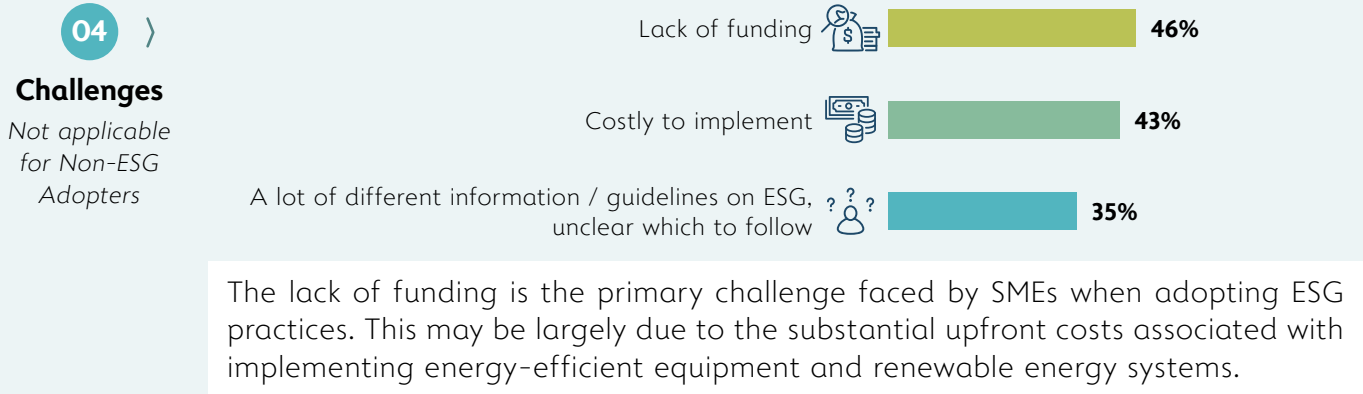 04
Challenges
Not applicable
for Non-ESG
Adopters
Lack of funding
$
46%
Costly to implement
43%
A lot of different information / guidelines on ESG,
unclear which to follow
? ? ?
35%
The lack of funding is the primary challenge faced by SMEs when adopting ESG
practices. This may be largely due to the substantial upfront costs associated with
implementing energy-efficient equipment and renewable energy systems.